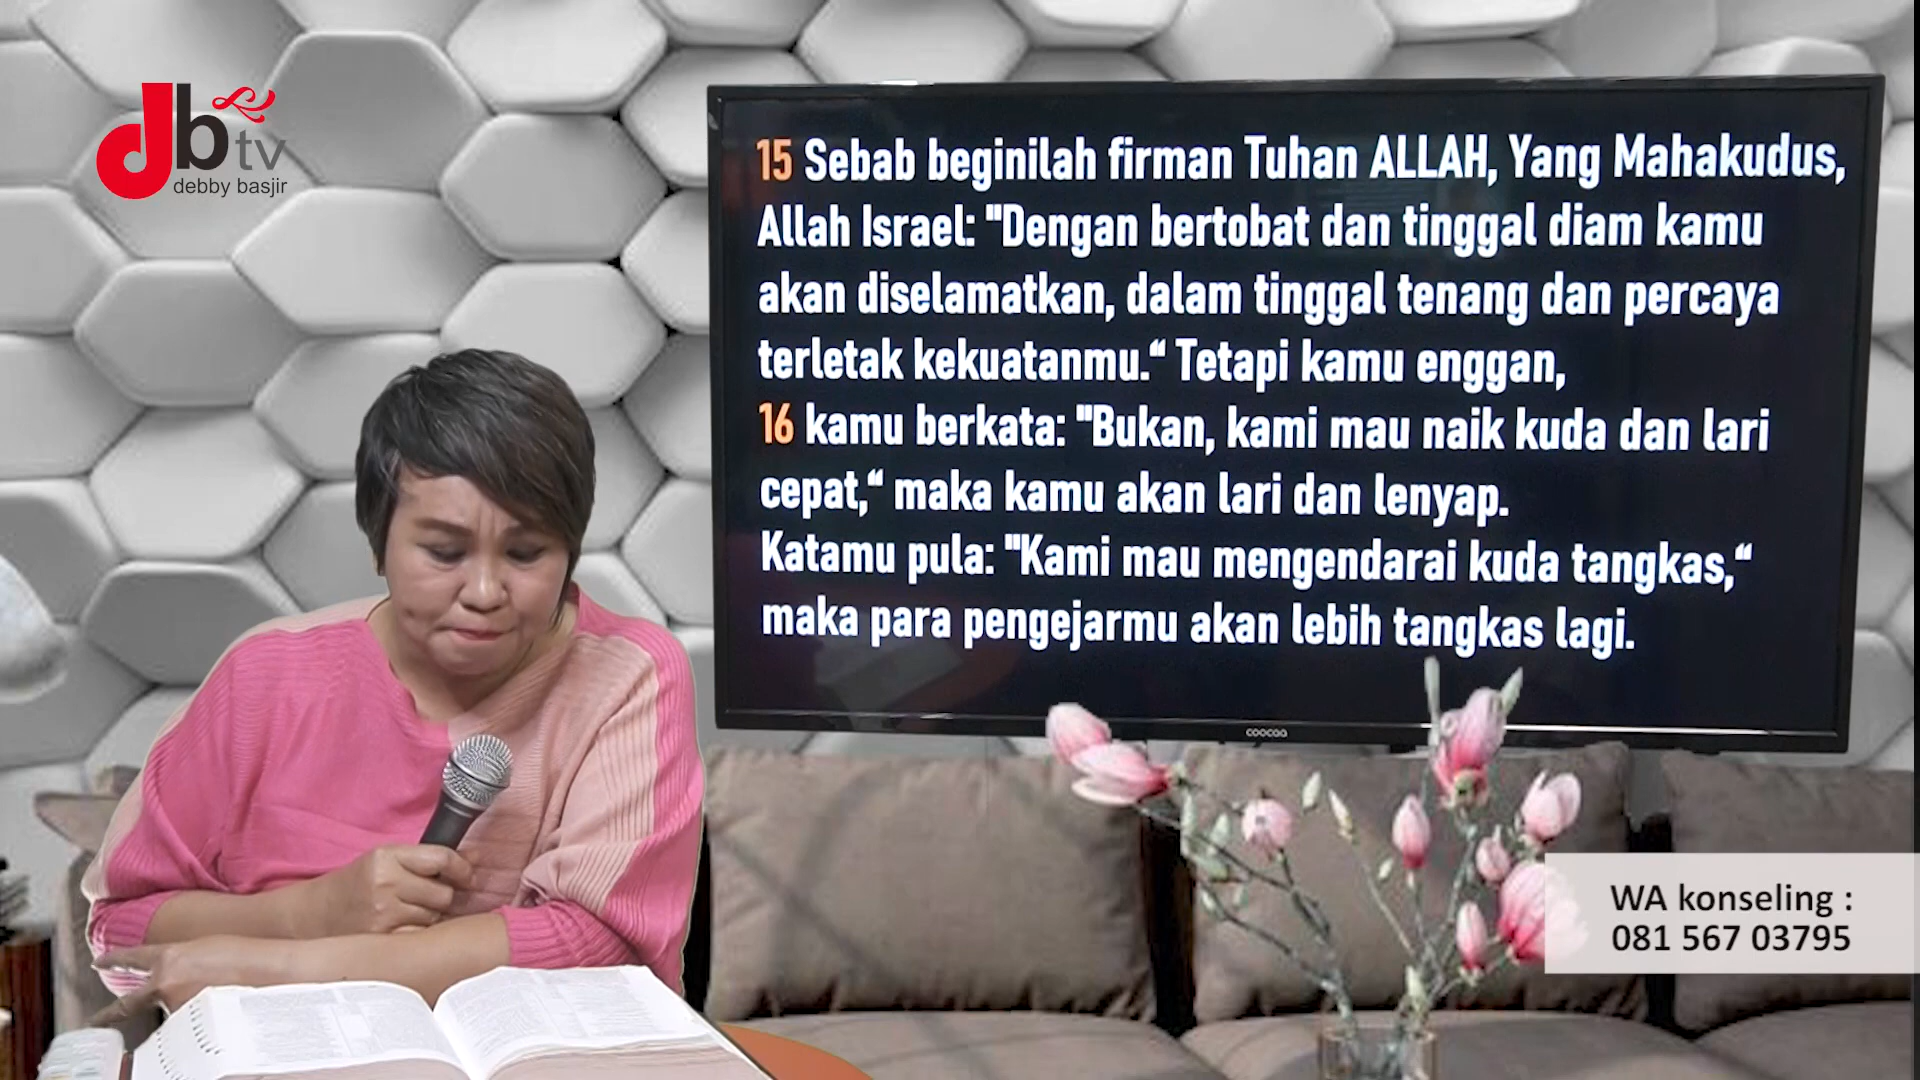 db tv
debby basjir
15 Sebab beginilah firman Tuhan ALLAH, Yang Mahakudus,
Allah Israel: "Dengan bertobat dan tinggal diam kamu
akan diselamatkan, dalam tinggal tenang dan percaya
terletak kekuatanmu.“ Tetapi kamu enggan,
16 kamu berkata: "Bukan, kami mau naik kuda dan lari
cepat,“ maka kamu akan lari dan lenyap.
Katamu pula: "Kami mau mengendarai kuda tangkas,“
maka para pengejarmu akan lebih tangkas lagi.
coocaa
WA konseling :
081 567 03795